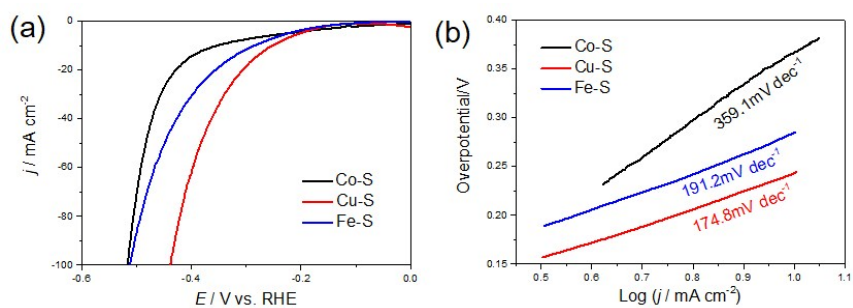 (a)
0
-20
-40
-60
-80
-100
j / mA cm⁻²
Co-S
Cu-S
Fe-S
-0.6
-0.4
-0.2
0.0
E / V vs. RHE
(b)
0.40
0.35
0.30
0.25
0.20
0.15
Overpotential/V
Co-S
Cu-S
Fe-S
359.1mV dec⁻¹
191.2mV dec⁻¹
174.8mV dec⁻¹
0.5
0.6
0.7
0.8
0.9
1.0
1.1
Log (j / mA cm⁻²)